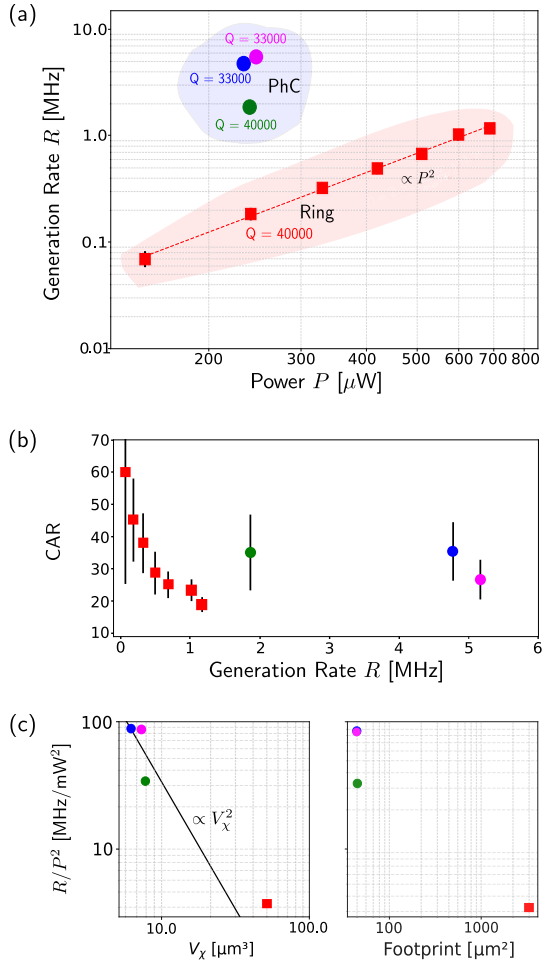 (a)
10.0
1.0
0.1
0.01
Generation Rate R [MHz]
Q = 33000
Q = 33000
PhC
Q = 40000
∝ P²
Ring
Q = 40000
200
300
400
500
600
700
800
Power P [μW]
(b)
70
60
50
40
30
20
10
CAR
0
1
2
3
4
5
6
Generation Rate R [MHz]
(c)
100
10
R/P² [MHz/mW²]
∝ Vχ²
10.0
100.0
Vχ [μm³]
100
1000
Footprint [μm²]